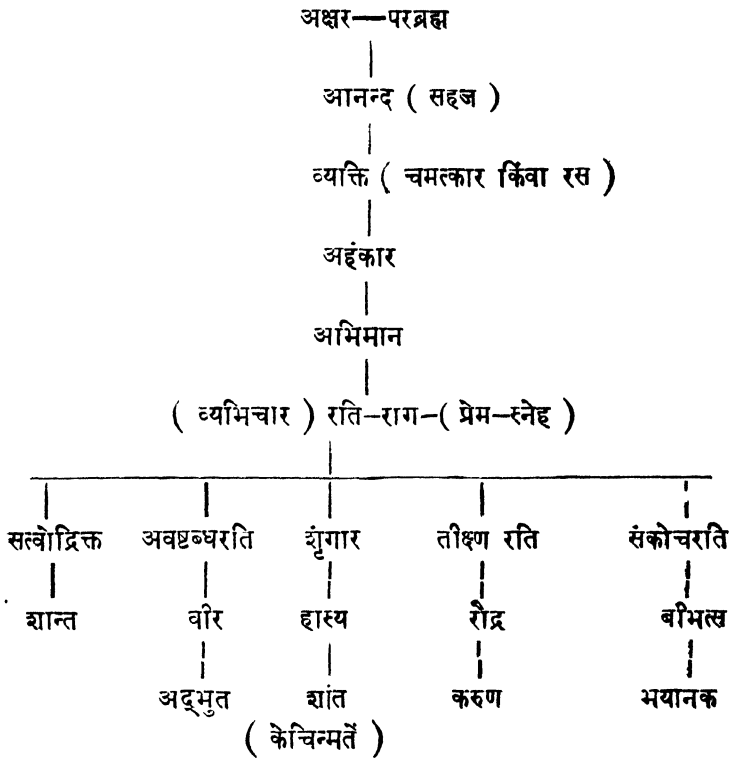 अक्षर—परब्रह्म
आनन्द ( सहज )
व्यक्ति ( चमत्कार किंवा रस )
अहंकार
अभिमान
( व्यभिचार ) रति–राग–( प्रेम–स्नेह )
सत्वोद्रिक्त अवष्टब्धरति शृंगार तीक्ष्ण रति संकोचरति
शान्त वीर हास्य रौद्र बीभत्स
अद्‌भुत शांत करुण भयानक
( केचिन्मतें )